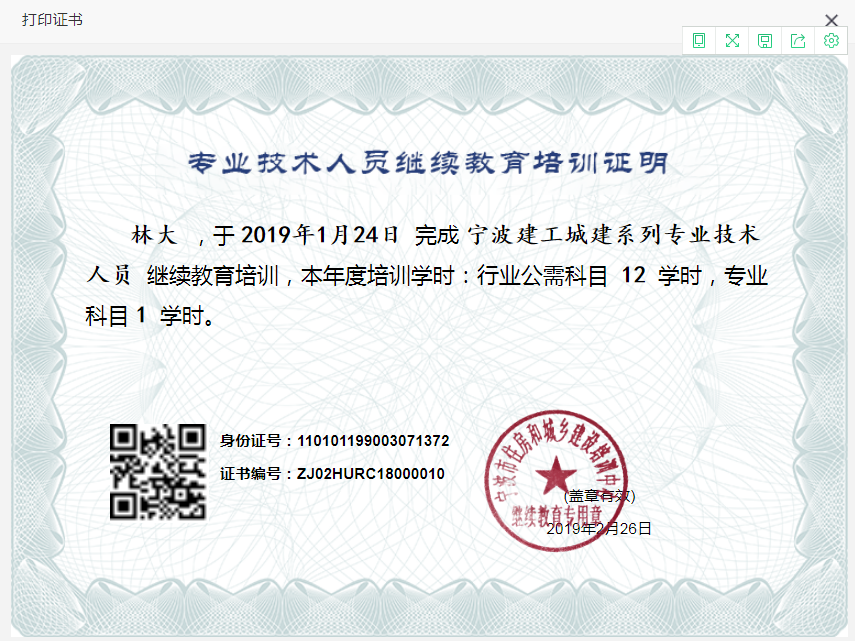 打印证书
专业技术人员继续教育培训证明
林大 ，于 2019年1月24日 完成 宁波建工城建系列专业技术
人员 继续教育培训，本年度培训学时：行业公需科目 12 学时，专业
科目 1 学时。
身份证号：110101199003071372
证书编号：ZJ02HURC18000010
宁波市住房和城乡建设培训中心
(盖章有效)
继续教育专用章
2019年2月26日